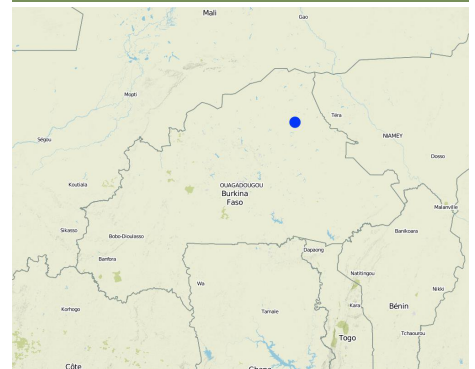 Mali
Gao
Mopti
Téra
Ségou
NIAMEY
Dosso
Koutiala
OUAGADOUGOU
Burkina
Faso
Malanville
Sikasso
Bobo-Dioulasso
Banikoara
Banfora
Dapaong
Natitingou
Wa
Nikki
Kara
Bénin
Korhogo
Tamale
Togo
Tchaourou
Côte
Ghana